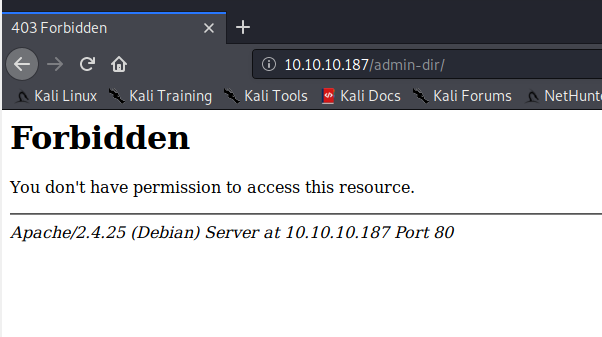 403 Forbidden
10.10.10.187/admin-dir/
Kali Linux Kali Training Kali Tools Kali Docs Kali Forums NetHunt
Forbidden
You don't have permission to access this resource.
Apache/2.4.25 (Debian) Server at 10.10.10.187 Port 80